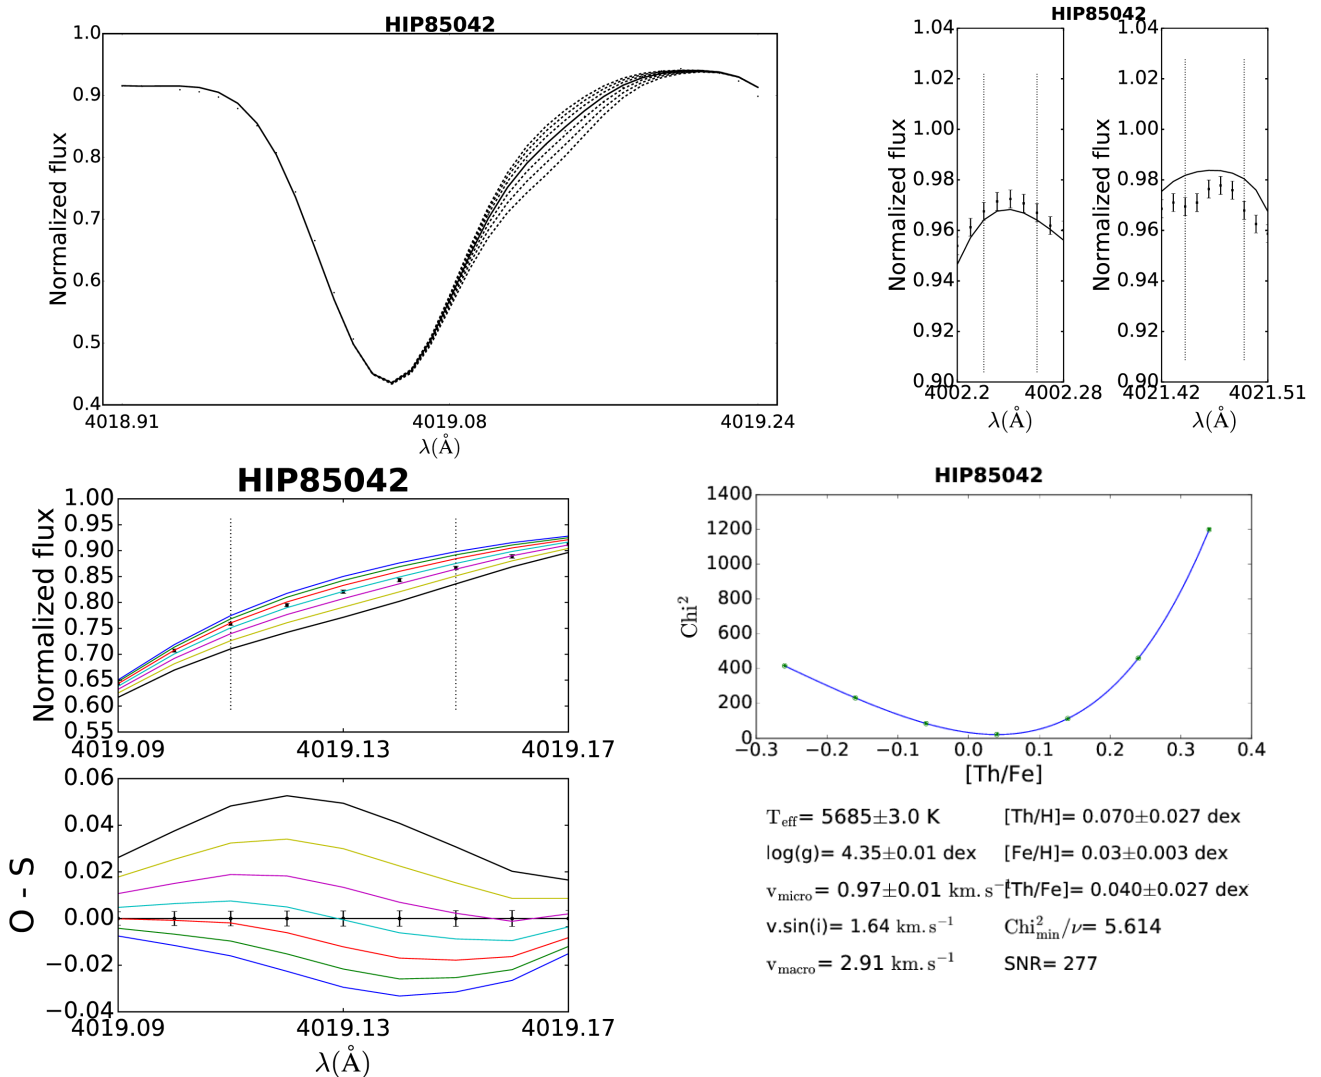 HIP85042
1.0
0.9
0.8
0.7
0.6
0.5
0.4
Normalized flux
4018.91
4019.08
4019.24
λ(Å)
HIP85042
1.04
1.02
1.00
0.98
0.96
0.94
0.92
0.90
Normalized flux
4002.2
4002.28
λ(Å)
1.04
1.02
1.00
0.98
0.96
0.94
0.92
0.90
Normalized flux
4021.42
4021.51
λ(Å)
HIP85042
1.00
0.95
0.90
0.85
0.80
0.75
0.70
0.65
0.60
0.55
Normalized flux
4019.09
4019.13
4019.17
0.06
0.04
0.02
0.00
−0.02
−0.04
O - S
4019.09
4019.13
4019.17
λ(Å)
HIP85042
1400
1200
1000
800
600
400
200
0
Chi²
−0.3
−0.2
−0.1
0.0
0.1
0.2
0.3
0.4
[Th/Fe]
T_eff= 5685±3.0 K
[Th/H]= 0.070±0.027 dex
log(g)= 4.35±0.01 dex
[Fe/H]= 0.03±0.003 dex
v_micro= 0.97±0.01 km.s⁻¹
[Th/Fe]= 0.040±0.027 dex
v.sin(i)= 1.64 km.s⁻¹
Chi²_min/ν= 5.614
v_macro= 2.91 km.s⁻¹
SNR= 277